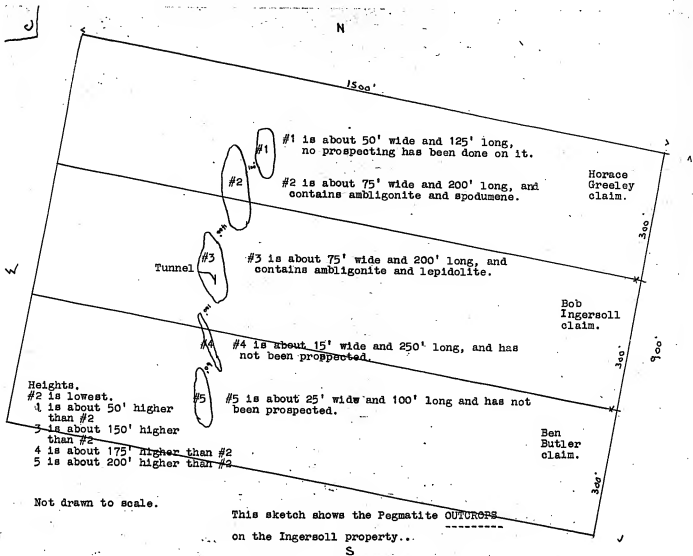 C
N
1500'
#1
#1 is about 50' wide and 125' long,
no prospecting has been done on it.
#2
#2 is about 75' wide and 200' long, and
contains ambligonite and spodumene.
Horace
Greeley
claim.
300'
#3
#3 is about 75' wide and 200' long, and
contains ambligonite and lepidolite.
Tunnel
W
Bob
Ingersoll
claim.
300'
900'
#4
#4 is about 15' wide and 250' long, and has
not been prospected.
Heights.
#2 is lowest.
1 is about 50' higher
than #2
3 is about 150' higher
than #2
4 is about 175' higher than #2
5 is about 200' higher than #2
#5
#5 is about 25' wide and 100' long and has not
been prospected.
Ben
Butler
claim.
300'
Not drawn to scale.
This sketch shows the Pegmatite OUTCROPS
on the Ingersoll property..
S